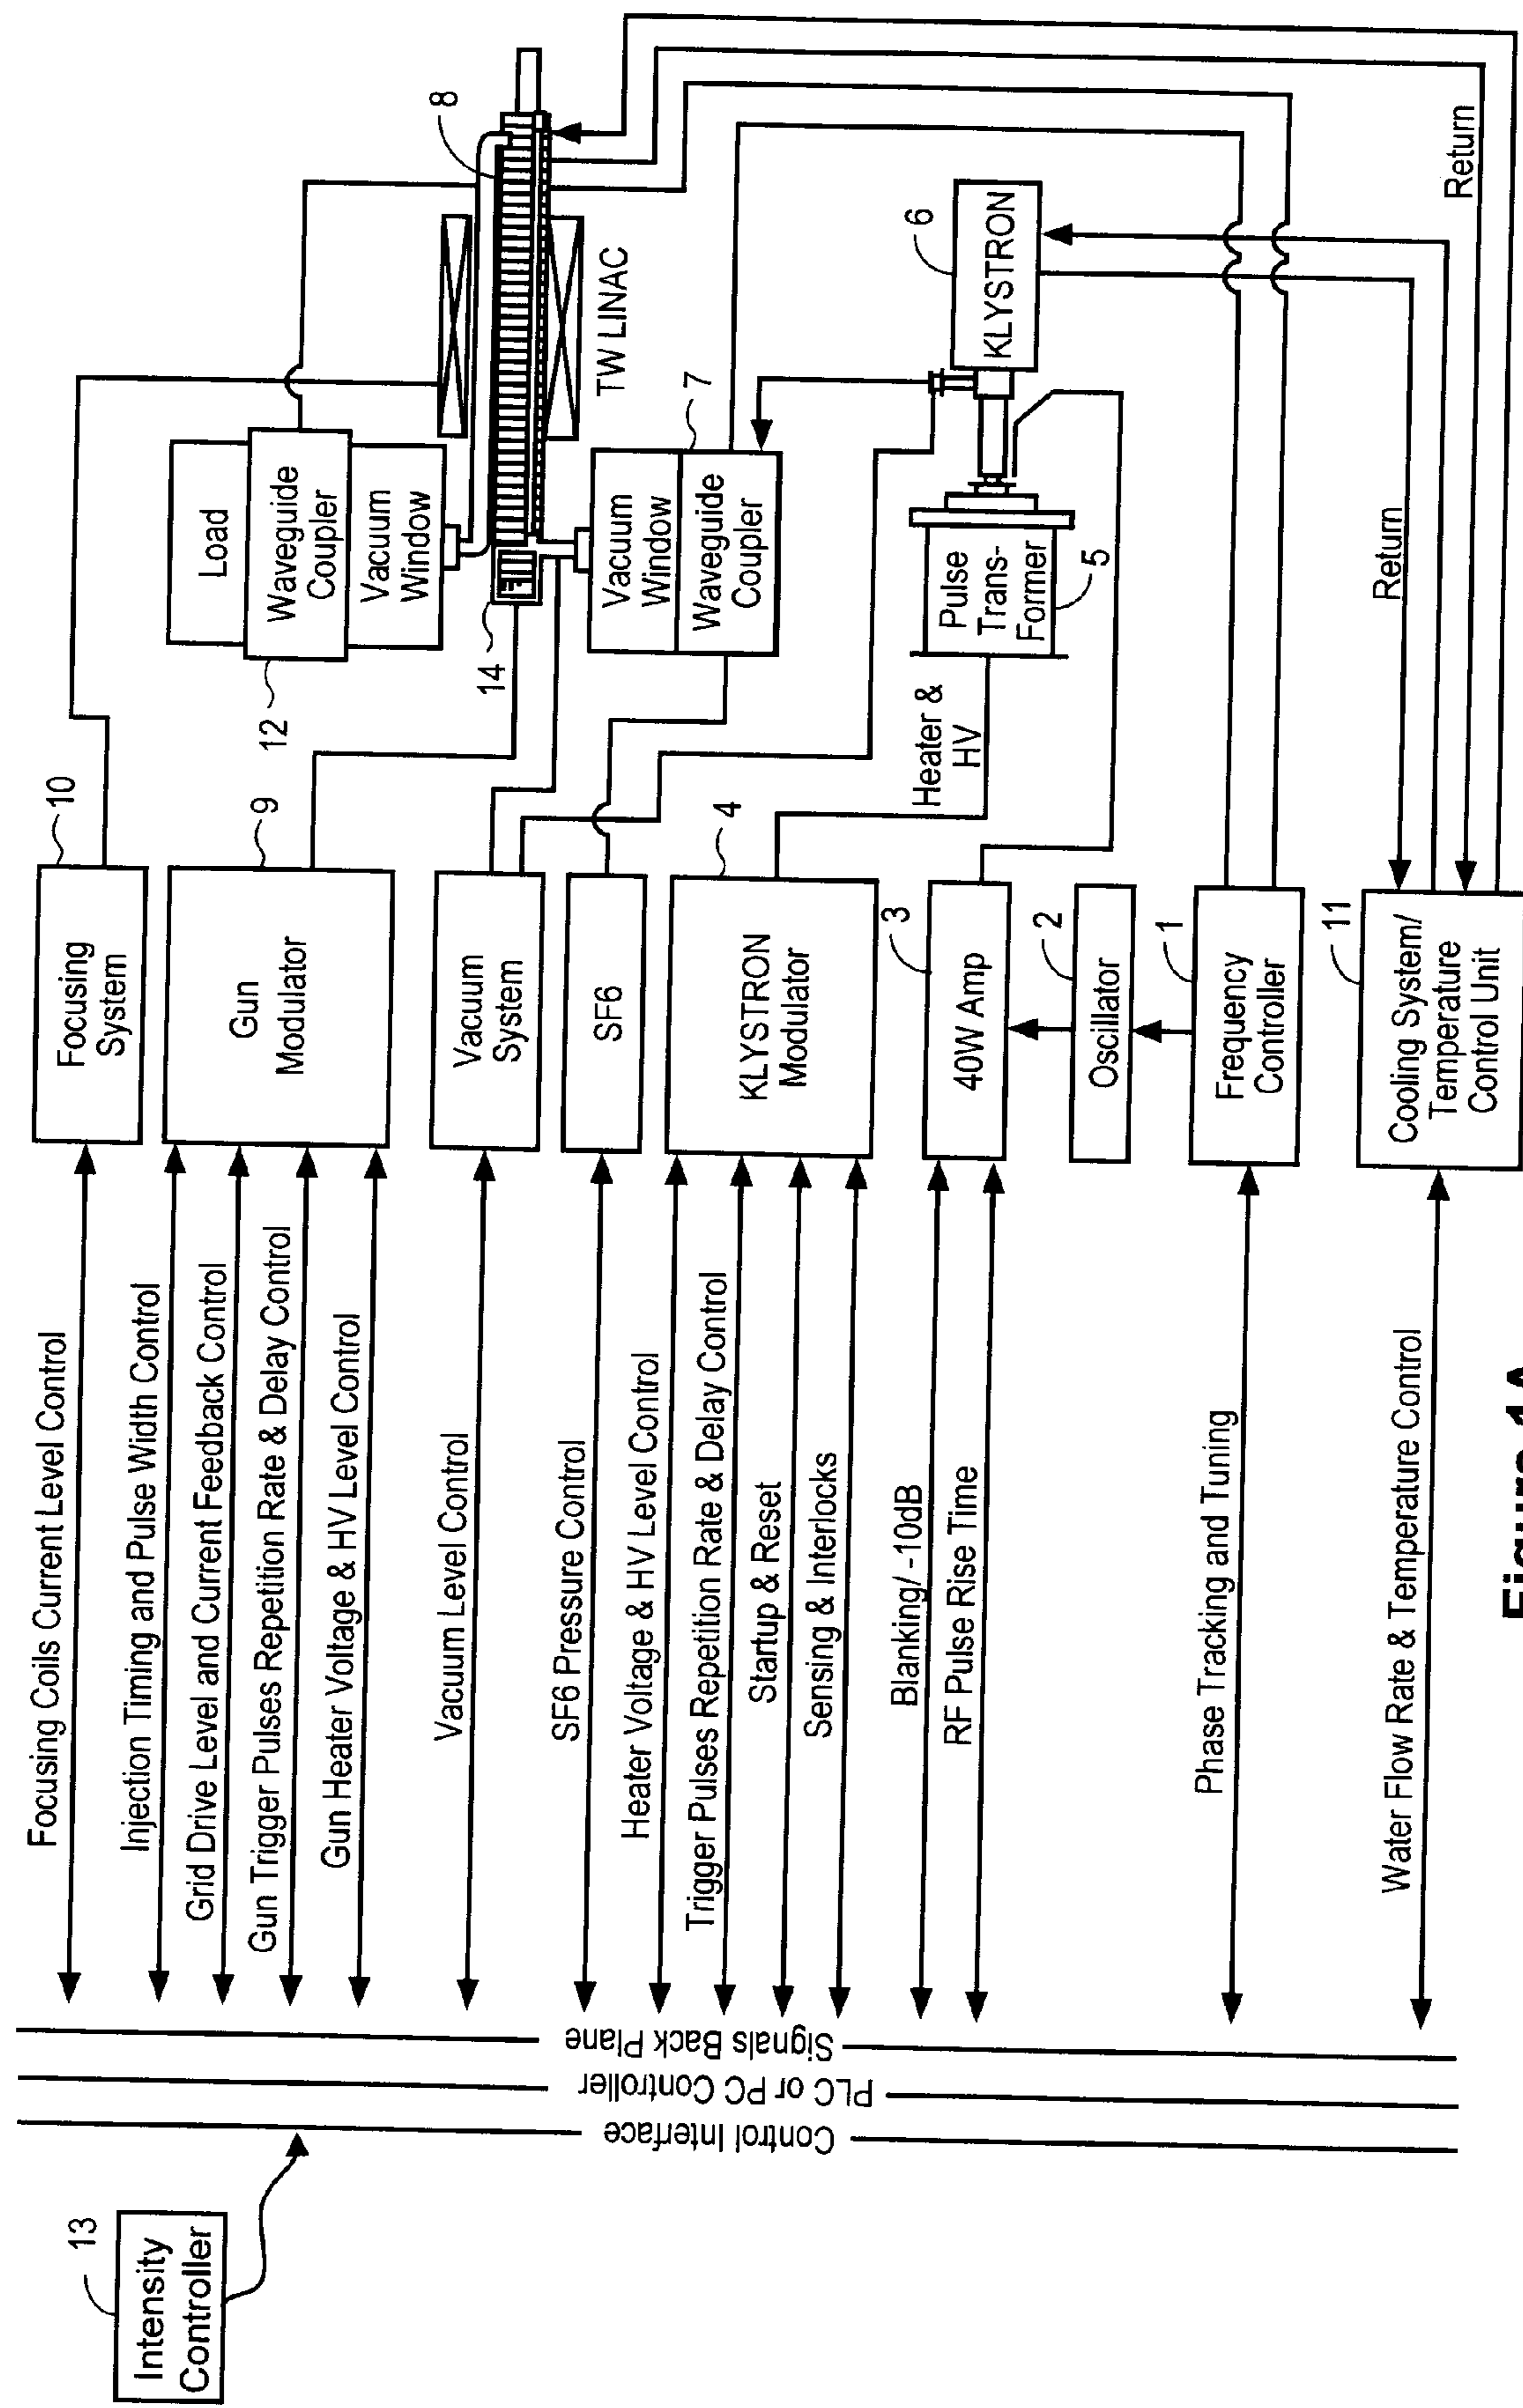 13
Intensity
Controller
Control Interface
PLC or PC Controller
Signals Back Plane
Focusing Coils Current Level Control
Injection Timing and Pulse Width Control
Grid Drive Level and Current Feedback Control
Gun Trigger Pulses Repetition Rate & Delay Control
Gun Heater Voltage & HV Level Control
Vacuum Level Control
SF6 Pressure Control
Heater Voltage & HV Level Control
Trigger Pulses Repetition Rate & Delay Control
Startup & Reset
Sensing & Interlocks
Blanking/ -10dB
RF Pulse Rise Time
Phase Tracking and Tuning
Water Flow Rate & Temperature Control
10
Focusing
System
9
Gun
Modulator
Vacuum
System
SF6
4
KLYSTRON
Modulator
3
40W Amp
2
Oscillator
1
Frequency
Controller
11
Cooling System/
Temperature
Control Unit
12
Load
Waveguide
Coupler
Vacuum
Window
14
8
TW LINAC
7
Vacuum
Window
Waveguide
Coupler
Heater &
HV
Pulse
Trans-
Former
5
6
KLYSTRON
Return
Return
Figure 1A